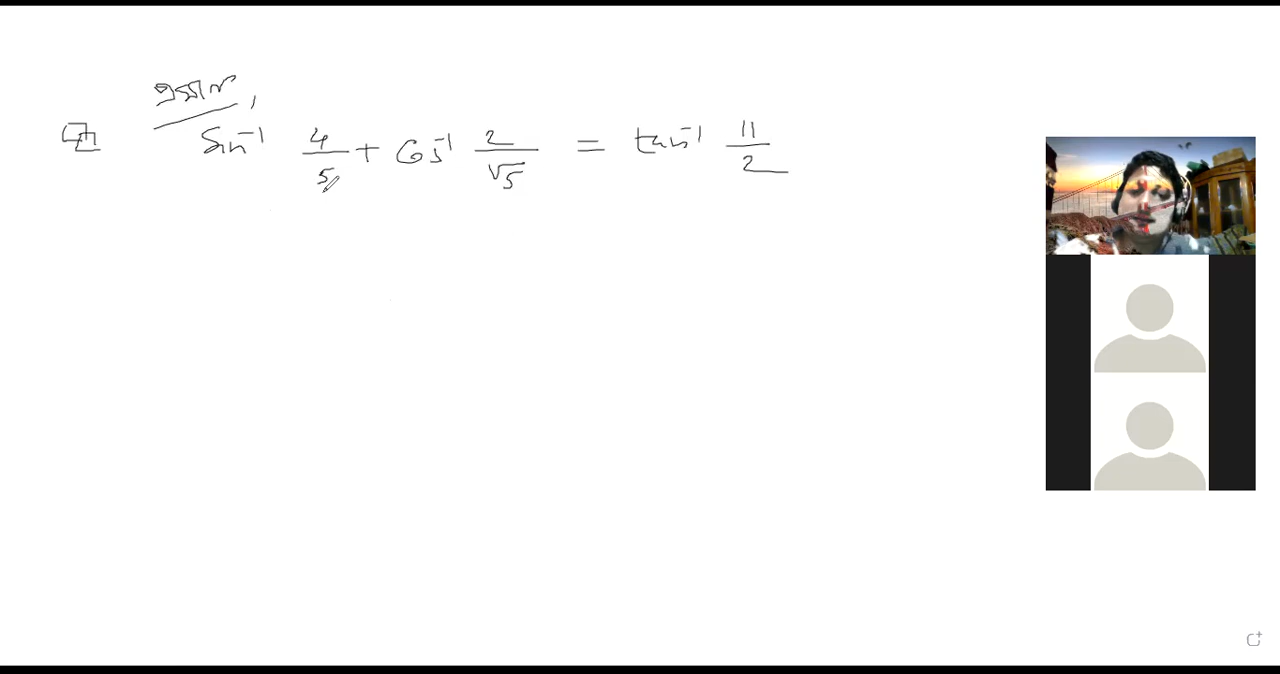 প্রমাণ,
Sin⁻¹ 4/5 + Cos⁻¹ 2/√5 = tan⁻¹ 11/2